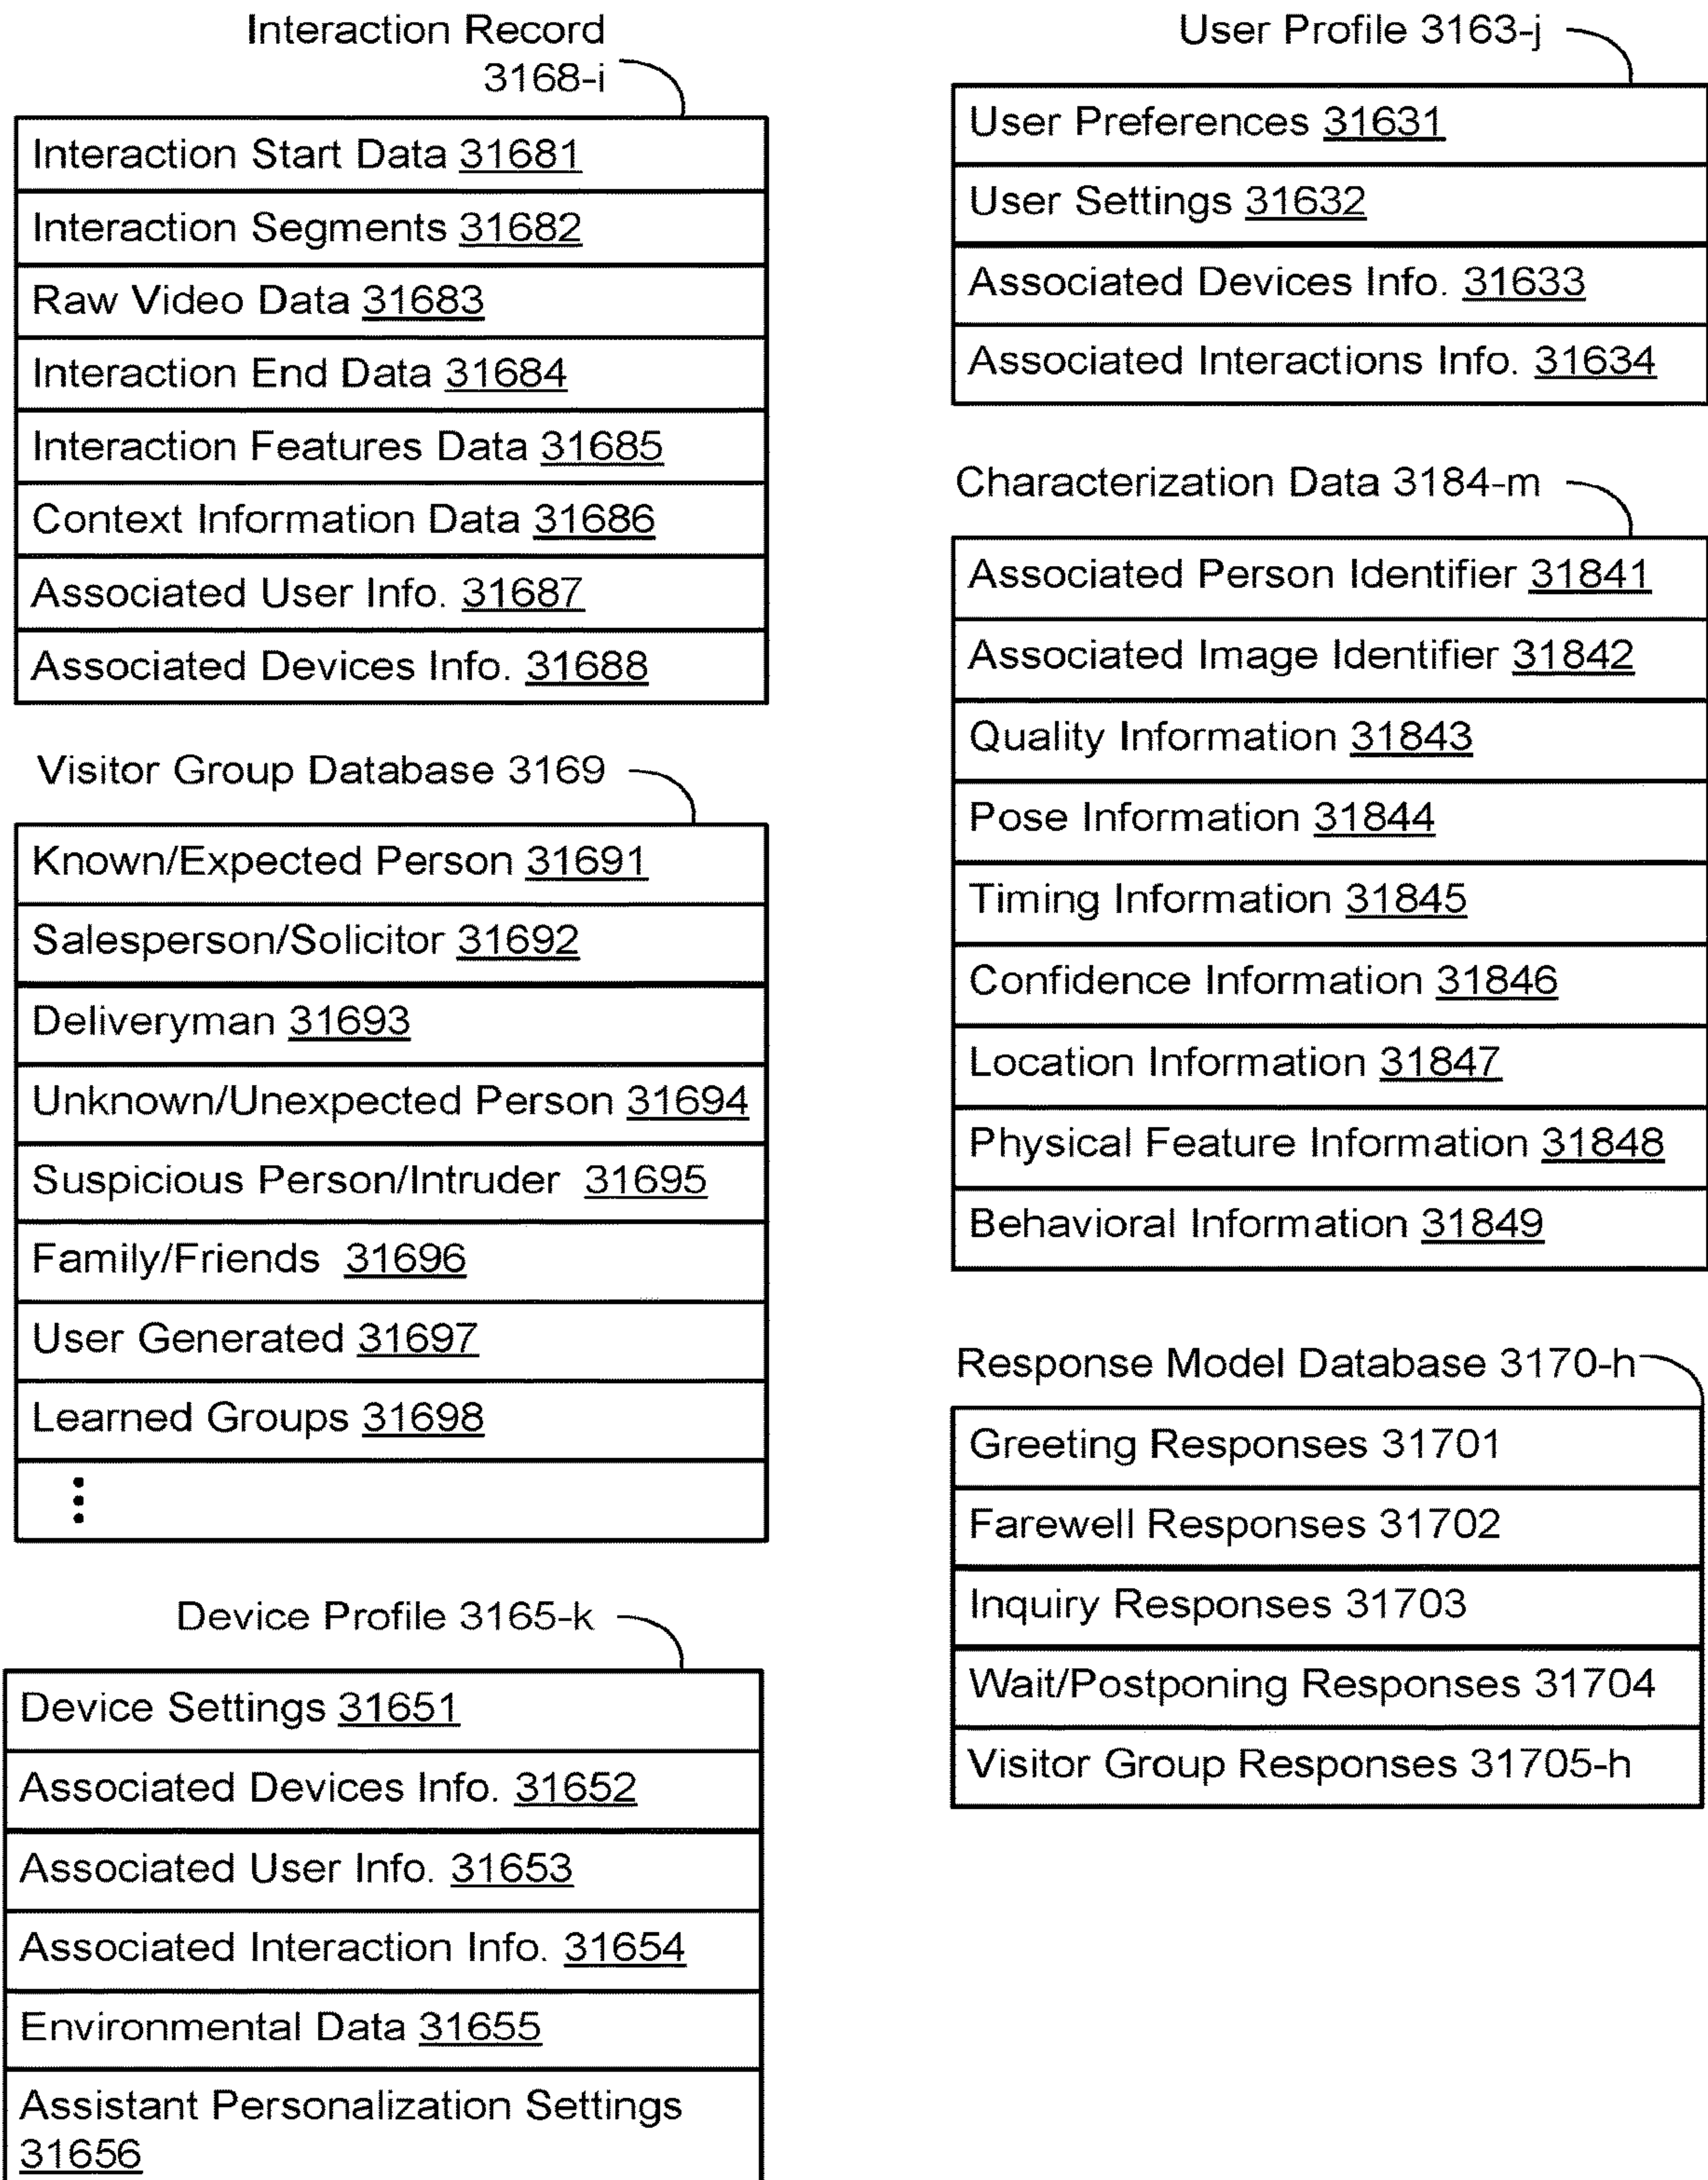 Interaction Record
3168-i
Interaction Start Data 31681
Interaction Segments 31682
Raw Video Data 31683
Interaction End Data 31684
Interaction Features Data 31685
Context Information Data 31686
Associated User Info. 31687
Associated Devices Info. 31688
Visitor Group Database 3169
Known/Expected Person 31691
Salesperson/Solicitor 31692
Deliveryman 31693
Unknown/Unexpected Person 31694
Suspicious Person/Intruder 31695
Family/Friends 31696
User Generated 31697
Learned Groups 31698
⋮
Device Profile 3165-k
Device Settings 31651
Associated Devices Info. 31652
Associated User Info. 31653
Associated Interaction Info. 31654
Environmental Data 31655
Assistant Personalization Settings
31656
User Profile 3163-j
User Preferences 31631
User Settings 31632
Associated Devices Info. 31633
Associated Interactions Info. 31634
Characterization Data 3184-m
Associated Person Identifier 31841
Associated Image Identifier 31842
Quality Information 31843
Pose Information 31844
Timing Information 31845
Confidence Information 31846
Location Information 31847
Physical Feature Information 31848
Behavioral Information 31849
Response Model Database 3170-h
Greeting Responses 31701
Farewell Responses 31702
Inquiry Responses 31703
Wait/Postponing Responses 31704
Visitor Group Responses 31705-h